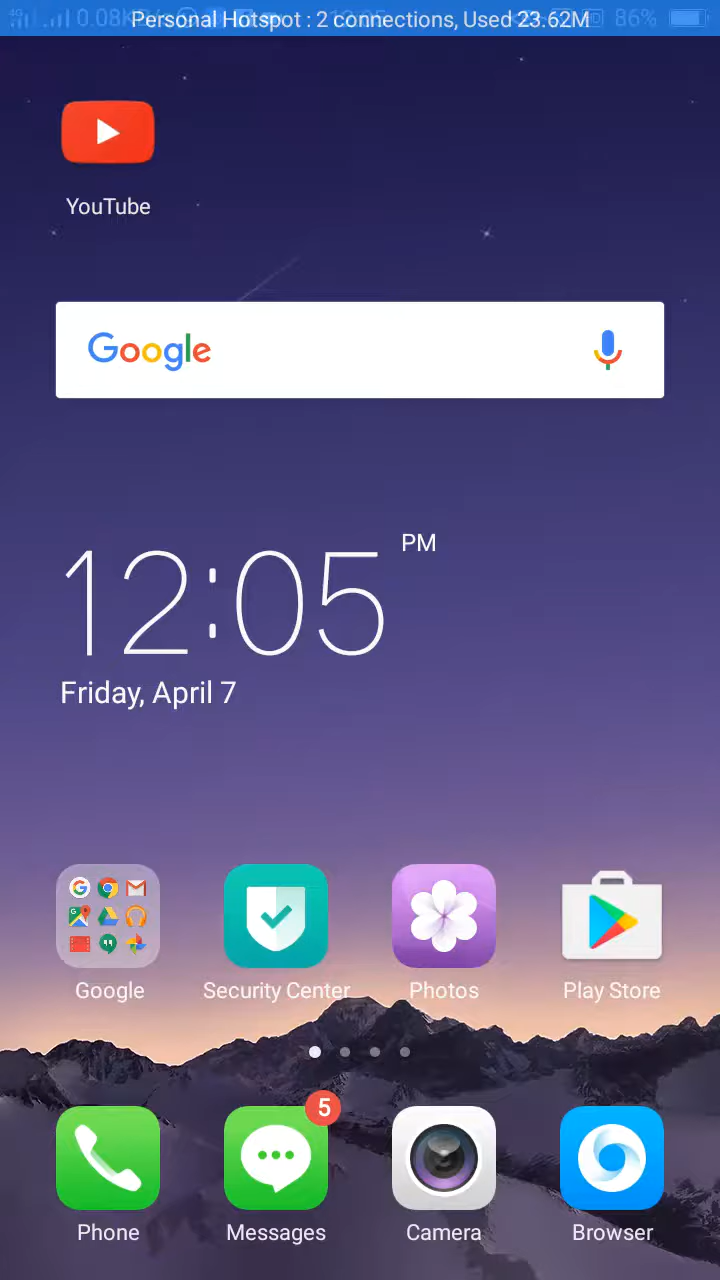 Personal Hotspot : 2 connections, Used 23.62M
86%
YouTube
Google
12:05 PM
Friday, April 7
Google
Security Center
Photos
Play Store
5
Phone
Messages
Camera
Browser